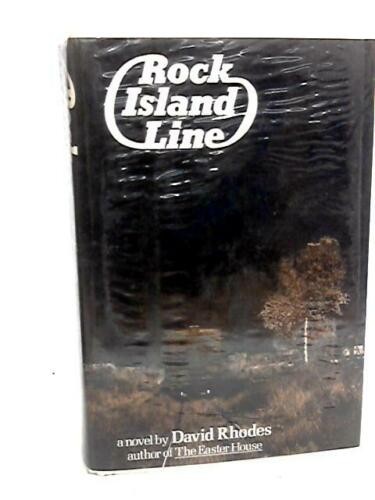 Rock
Island
Line
a novel by David Rhodes
author of The Easter House